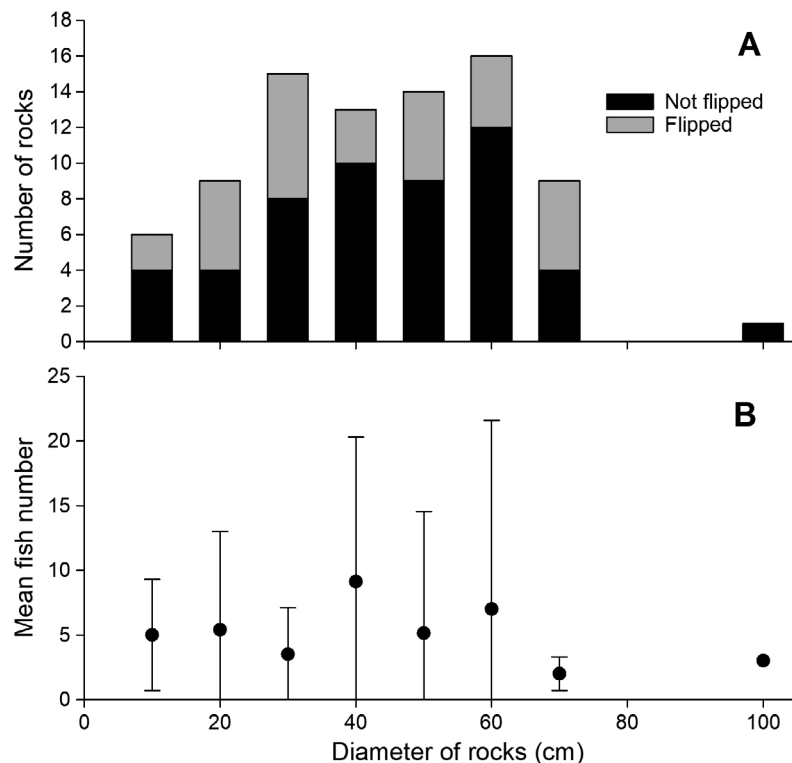 18
16
14
12
10
8
6
4
2
0
Number of rocks
A
Not flipped
Flipped
25
20
15
10
5
0
Mean fish number
B
0 20 40 60 80 100
Diameter of rocks (cm)